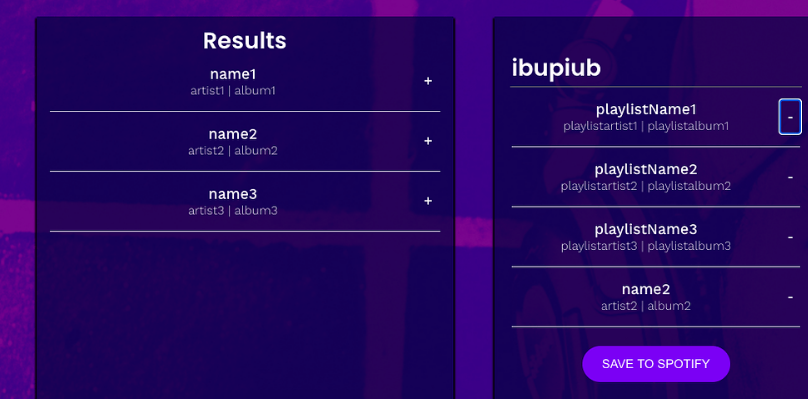 Results
name1
artist1 | album1
+
name2
artist2 | album2
+
name3
artist3 | album3
+
ibupiub
playlistName1
playlistartist1 | playlistalbum1
-
playlistName2
playlistartist2 | playlistalbum2
-
playlistName3
playlistartist3 | playlistalbum3
-
name2
artist2 | album2
-
SAVE TO SPOTIFY